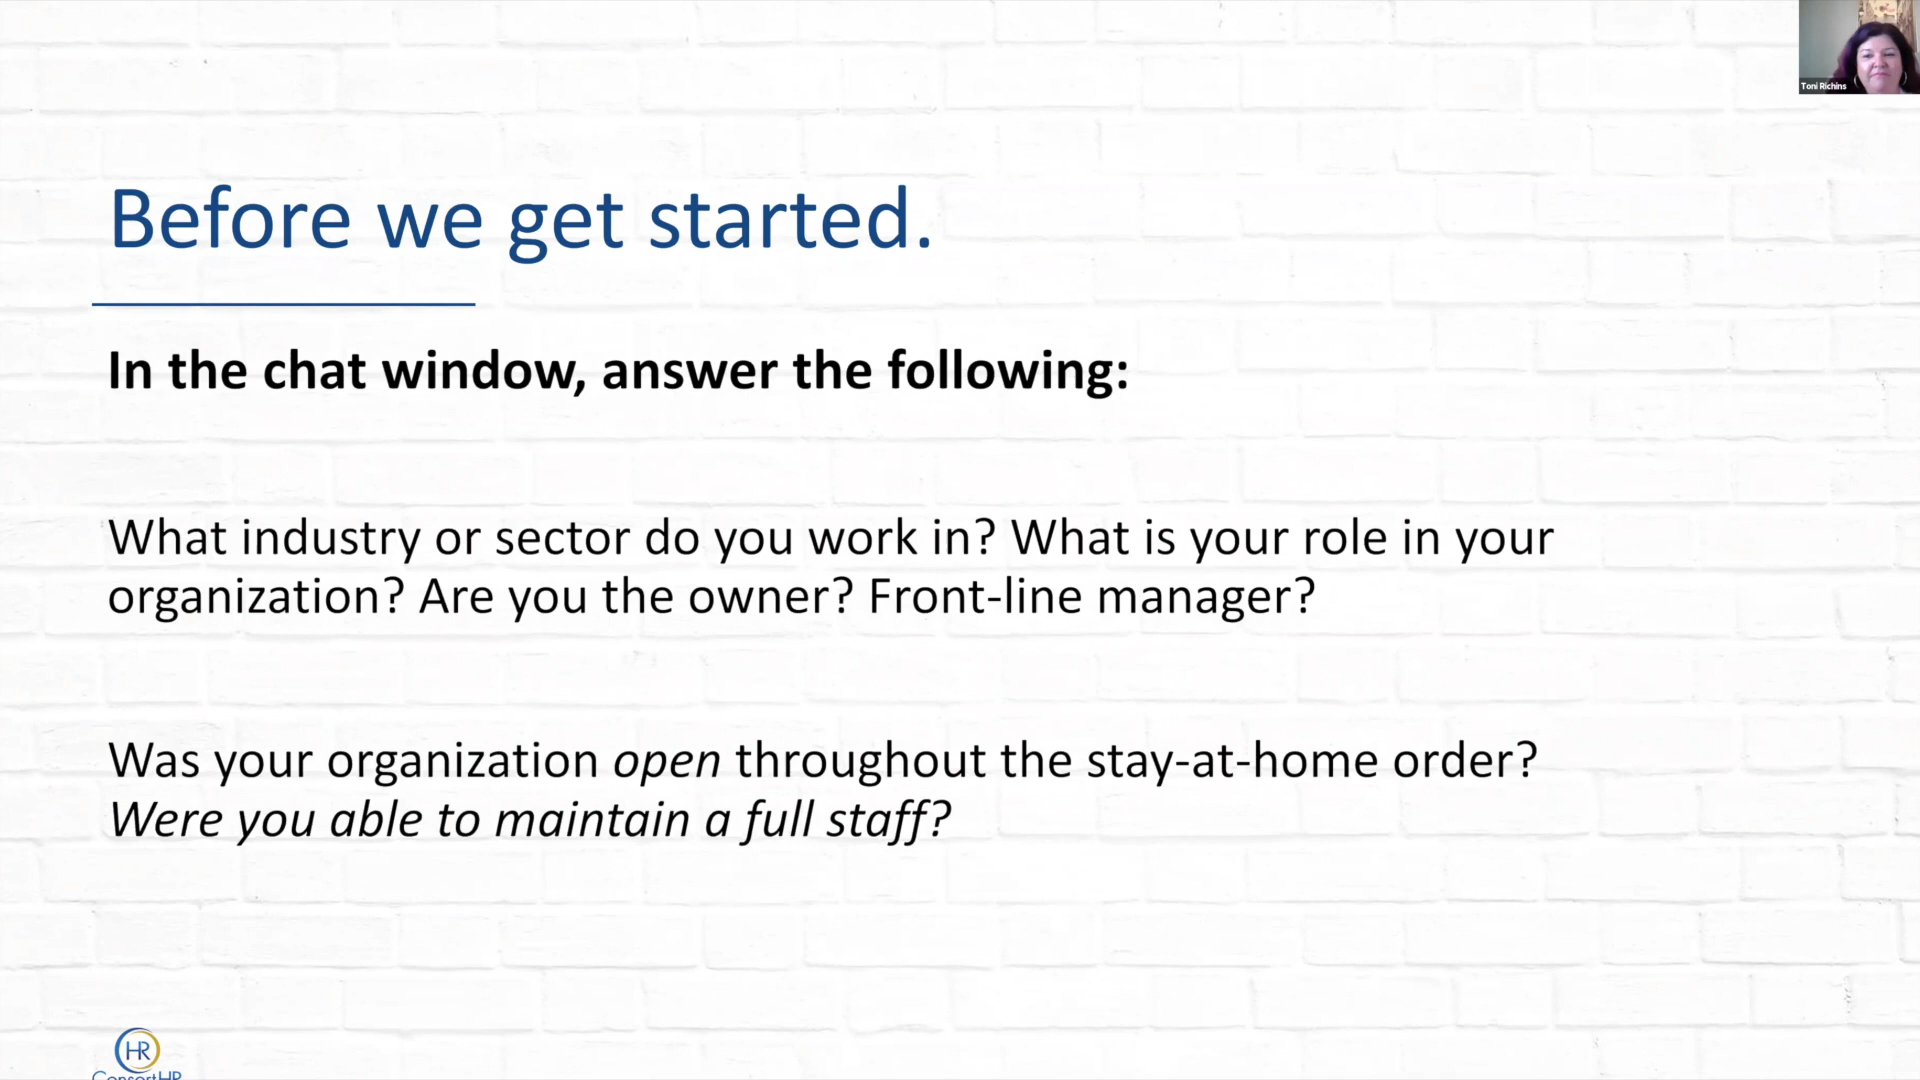 Toni Richins
Before we get started.
In the chat window, answer the following:
What industry or sector do you work in? What is your role in your
organization? Are you the owner? Front-line manager?
Was your organization open throughout the stay-at-home order?
Were you able to maintain a full staff?
HR
ConsortHR